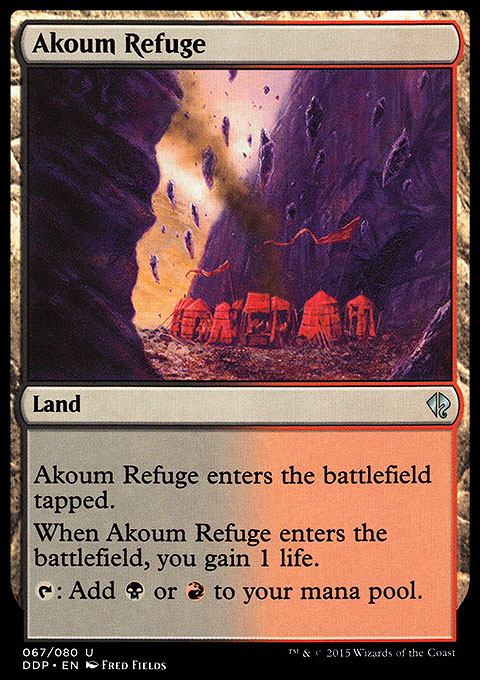 Akoum Refuge
Land
Akoum Refuge enters the battlefield
tapped.
When Akoum Refuge enters the
battlefield, you gain 1 life.
: Add or to your mana pool.
067/080 U
DDP • EN Fred Fields
™ & © 2015 Wizards of the Coast